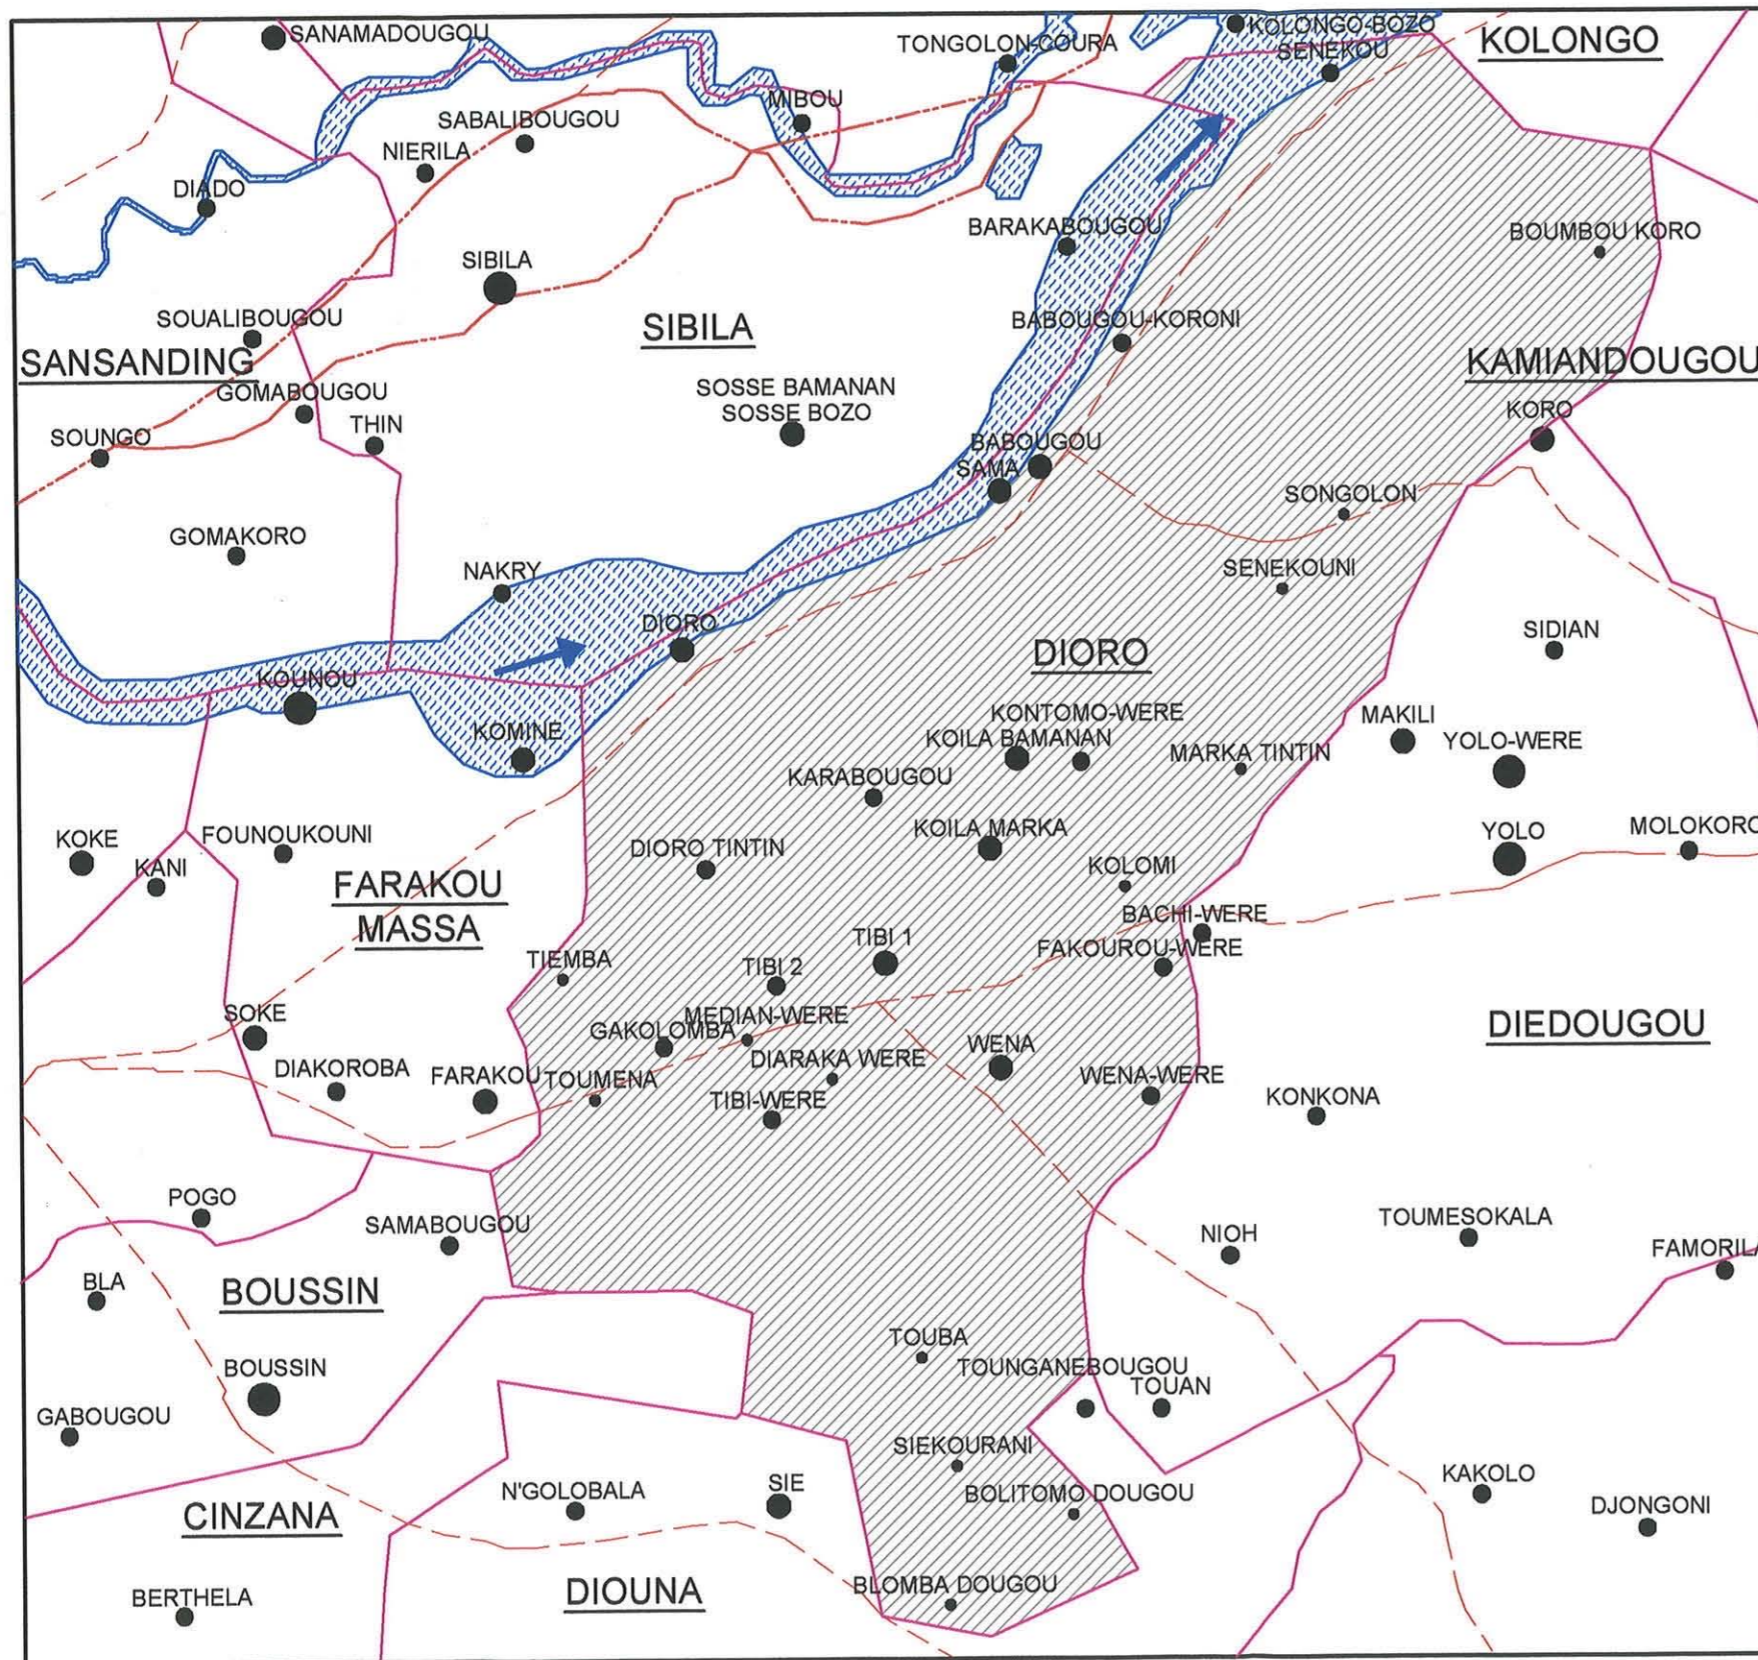 SANAMADOUGOU
TONGOLON-COURA
KOLONGO-BOZO
SENEKOU
KOLONGO
SABALIBOUGOU
MIBOU
NIERILA
DIADO
BARAKABOUGOU
BOUMBOU KORO
SIBILA
SOUALIBOUGOU
SIBILA
BABOUGOU-KORONI
SANSANDING
KAMIANDOUGOU
GOMABOUGOU
SOSSE BAMANAN
SOSSE BOZO
KORO
THIN
SOUNGO
BABOUGOU
SAMA
SONGOLON
GOMAKORO
NAKRY
SENEKOUNI
DIORO
SIDIAN
DIORO
KOUNOU
KOMINE
KONTOMO-WERE
KOILA BAMANAN
MAKILI
YOLO-WERE
MARKA TINTIN
KARABOUGOU
KOKE
FOUNOUKOUNI
KOILA MARKA
YOLO
MOLOKORO
DIORO TINTIN
KANI
KOLOMI
FARAKOU
MASSA
BACHI-WERE
TIBI 1
FAKOUROU-WERE
TIEMBA
TIBI 2
SOKE
MEDIAN-WERE
GAKOLOMBA
DIEDOUGOU
WENA
DIARAKA WERE
DIAKOROBA
FARAKOU
TOUMENA
WENA-WERE
TIBI-WERE
KONKONA
POGO
SAMABOUGOU
TOUMESOKALA
NIOH
FAMORILA
BLA
BOUSSIN
TOUBA
BOUSSIN
TOUNGANEBOUGOU
TOUAN
GABOUGOU
SIEKOURANI
KAKOLO
SIE
N'GOLOBALA
BOLITOMO DOUGOU
DJONGONI
CINZANA
BLOMBA DOUGOU
DIOUNA
BERTHELA